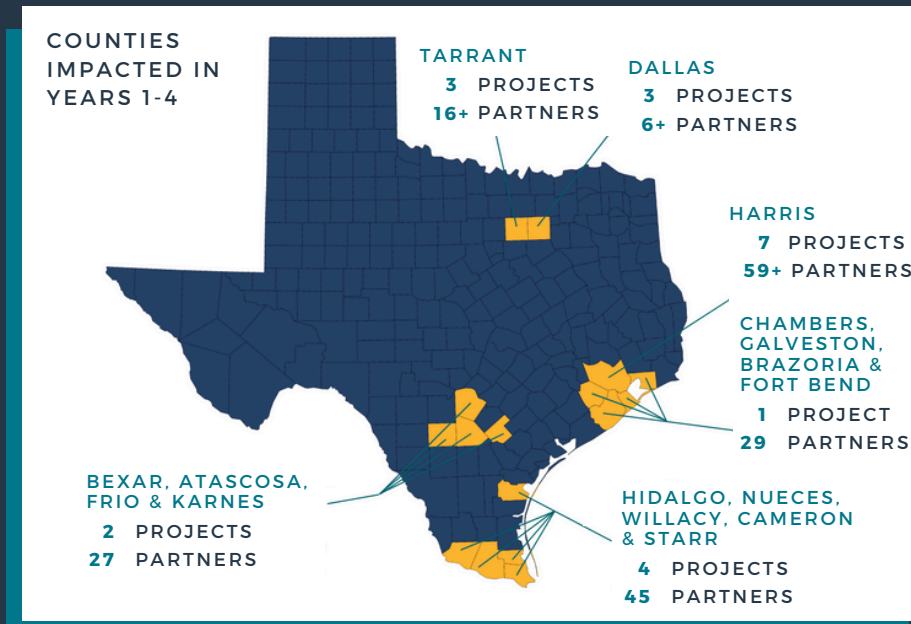 COUNTIES
IMPACTED IN
YEARS 1-4
TARRANT
3 PROJECTS
16+ PARTNERS
DALLAS
3 PROJECTS
6+ PARTNERS
HARRIS
7 PROJECTS
59+ PARTNERS
CHAMBERS,
GALVESTON,
BRAZORIA &
FORT BEND
1 PROJECT
29 PARTNERS
BEXAR, ATASCOSA,
FRIO & KARNES
2 PROJECTS
27 PARTNERS
HIDALGO, NUECES,
WILLACY, CAMERON
& STARR
4 PROJECTS
45 PARTNERS